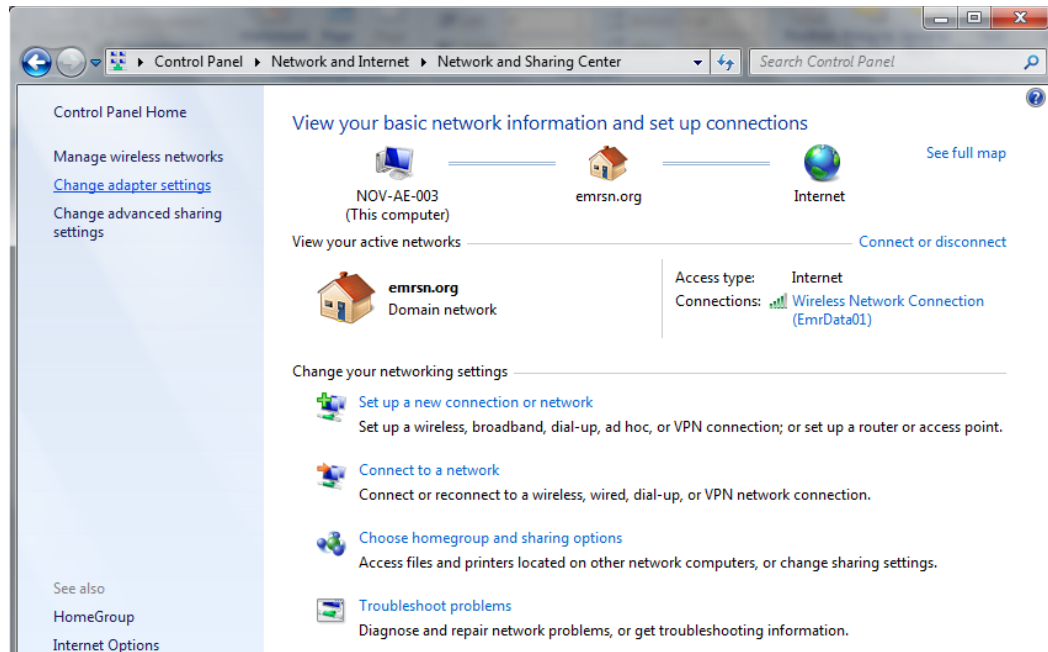 Control Panel ▸ Network and Internet ▸ Network and Sharing Center
Search Control Panel
Control Panel Home
Manage wireless networks
Change adapter settings
Change advanced sharing
settings
See also
HomeGroup
Internet Options
View your basic network information and set up connections
See full map
NOV-AE-003
(This computer)
emrsn.org
Internet
View your active networks
Connect or disconnect
emrsn.org
Domain network
Access type: Internet
Connections: Wireless Network Connection
(EmrData01)
Change your networking settings
Set up a new connection or network
Set up a wireless, broadband, dial-up, ad hoc, or VPN connection; or set up a router or access point.
Connect to a network
Connect or reconnect to a wireless, wired, dial-up, or VPN network connection.
Choose homegroup and sharing options
Access files and printers located on other network computers, or change sharing settings.
Troubleshoot problems
Diagnose and repair network problems, or get troubleshooting information.